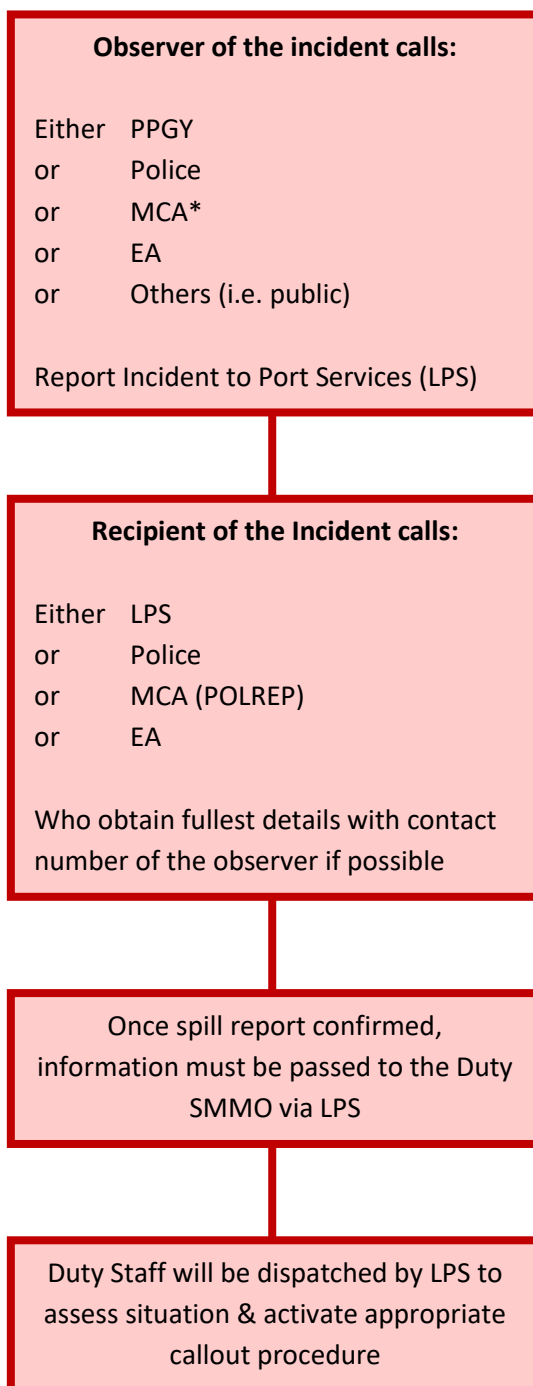 Observer of the incident calls:
Either PPGY
or Police
or MCA*
or EA
or Others (i.e. public)
Report Incident to Port Services (LPS)
Recipient of the Incident calls:
Either LPS
or Police
or MCA (POLREP)
or EA
Who obtain fullest details with contact
number of the observer if possible
Once spill report confirmed,
information must be passed to the Duty
SMMO via LPS
Duty Staff will be dispatched by LPS to
assess situation & activate appropriate
callout procedure